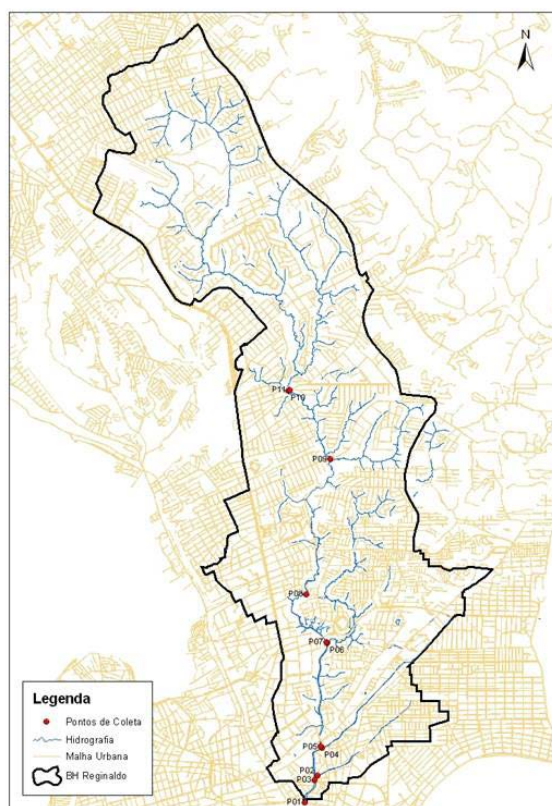 N
P11
P10
P09
P08
P07
P06
P05
P04
P02
P03
P01
Legenda
Pontos de Coleta
Hidrografia
Malha Urbana
BH Reginaldo